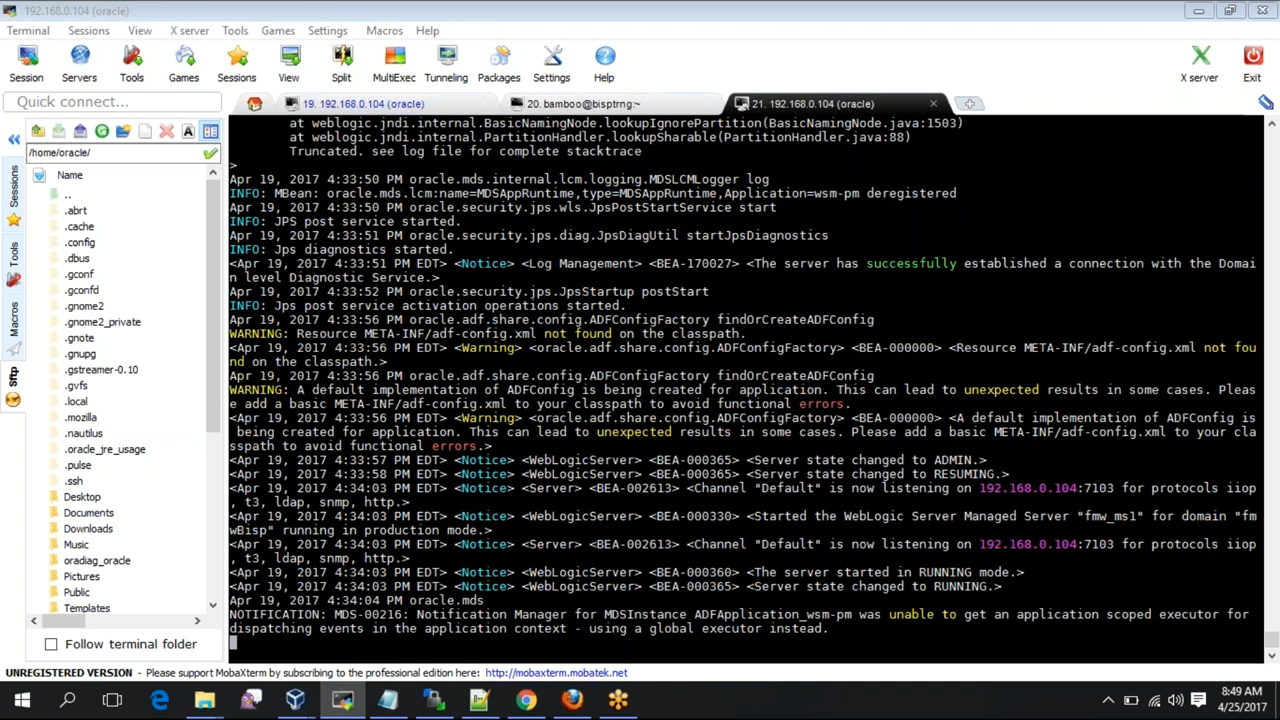 192.168.0.104 (oracle)
Terminal Sessions View X server Tools Games Settings Macros Help
Session Servers Tools Games Sessions View Split MultiExec Tunneling Packages Settings Help X server Exit
Quick connect...
19. 192.168.0.104 (oracle)
20. bamboo@bisptrng:~
21. 192.168.0.104 (oracle)
/home/oracle/
Name
..
.abrt
.cache
.config
.dbus
.gconf
.gconfd
.gnome2
.gnome2_private
.gnote
.gnupg
.gstreamer-0.10
.gvfs
.local
.mozilla
.nautilus
.oracle_jre_usage
.pulse
.ssh
Desktop
Documents
Downloads
Music
oradiag_oracle
Pictures
Public
Templates
Sessions
Tools
Macros
Sftp
Follow terminal folder
at weblogic.jndi.internal.BasicNamingNode.lookupIgnorePartition(BasicNamingNode.java:1503)
at weblogic.jndi.internal.PartitionHandler.lookupSharable(PartitionHandler.java:88)
Truncated. see log file for complete stacktrace
>
Apr 19, 2017 4:33:50 PM oracle.mds.internal.lcm.logging.MDSLCMLogger log
INFO: MBean: oracle.mds.lcm:name=MDSAppRuntime,type=MDSAppRuntime,Application=wsm-pm deregistered
Apr 19, 2017 4:33:50 PM oracle.security.jps.wls.JpsPostStartService start
INFO: JPS post service started.
Apr 19, 2017 4:33:51 PM oracle.security.jps.diag.JpsDiagUtil startJpsDiagnostics
INFO: Jps diagnostics started.
<Apr 19, 2017 4:33:51 PM EDT> <Notice> <Log Management> <BEA-170027> <The server has successfully established a connection with the Domai
n level Diagnostic Service.>
Apr 19, 2017 4:33:52 PM oracle.security.jps.JpsStartup postStart
INFO: Jps post service activation operations started.
Apr 19, 2017 4:33:56 PM oracle.adf.share.config.ADFConfigFactory findOrCreateADFConfig
WARNING: Resource META-INF/adf-config.xml not found on the classpath.
<Apr 19, 2017 4:33:56 PM EDT> <Warning> <oracle.adf.share.config.ADFConfigFactory> <BEA-000000> <Resource META-INF/adf-config.xml not fou
nd on the classpath.>
Apr 19, 2017 4:33:56 PM oracle.adf.share.config.ADFConfigFactory findOrCreateADFConfig
WARNING: A default implementation of ADFConfig is being created for application. This can lead to unexpected results in some cases. Pleas
e add a basic META-INF/adf-config.xml to your classpath to avoid functional errors.
<Apr 19, 2017 4:33:56 PM EDT> <Warning> <oracle.adf.share.config.ADFConfigFactory> <BEA-000000> <A default implementation of ADFConfig is
being created for application. This can lead to unexpected results in some cases. Please add a basic META-INF/adf-config.xml to your cla
sspath to avoid functional errors.>
<Apr 19, 2017 4:33:57 PM EDT> <Notice> <WebLogicServer> <BEA-000365> <Server state changed to ADMIN.>
<Apr 19, 2017 4:33:58 PM EDT> <Notice> <WebLogicServer> <BEA-000365> <Server state changed to RESUMING.>
<Apr 19, 2017 4:34:03 PM EDT> <Notice> <Server> <BEA-002613> <Channel "Default" is now listening on 192.168.0.104:7103 for protocols iiop
, t3, ldap, snmp, http.>
<Apr 19, 2017 4:34:03 PM EDT> <Notice> <WebLogicServer> <BEA-000330> <Started the WebLogic Server Managed Server "fmw_ms1" for domain "fm
wBisp" running in production mode.>
<Apr 19, 2017 4:34:03 PM EDT> <Notice> <Server> <BEA-002613> <Channel "Default" is now listening on 192.168.0.104:7103 for protocols iiop
, t3, ldap, snmp, http.>
<Apr 19, 2017 4:34:03 PM EDT> <Notice> <WebLogicServer> <BEA-000360> <The server started in RUNNING mode.>
<Apr 19, 2017 4:34:03 PM EDT> <Notice> <WebLogicServer> <BEA-000365> <Server state changed to RUNNING.>
Apr 19, 2017 4:34:04 PM oracle.mds
NOTIFICATION: MDS-00216: Notification Manager for MDSInstance ADFApplication_wsm-pm was unable to get an application scoped executor for
dispatching events in the application context - using a global executor instead.
UNREGISTERED VERSION - Please support MobaXterm by subscribing to the professional edition here: http://mobaxterm.mobatek.net
8:49 AM
4/25/2017